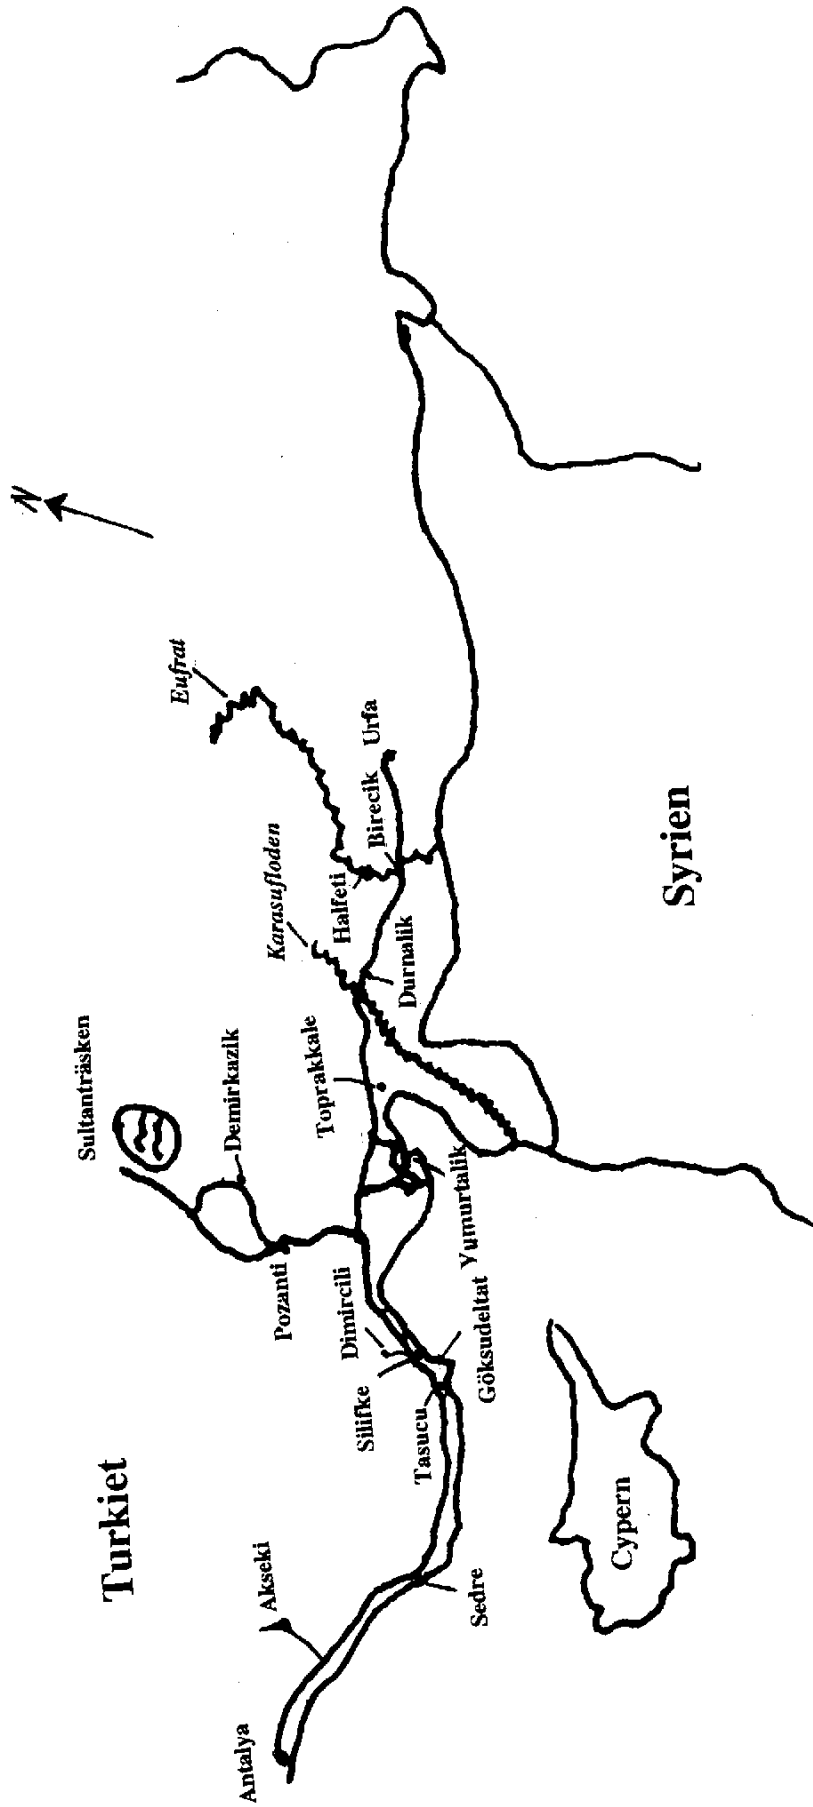 N
Turkiet
Sultanträsken
Demirkazik
Eufrat
Karasufloden
Akseki
Antalya
Pozanti
Toprakkale
Halfeti
Birecik
Urfa
Dimircili
Silifke
Durnalik
Tasucu
Sedre
Göksudeltat
Yumurtalik
Cypern
Syrien